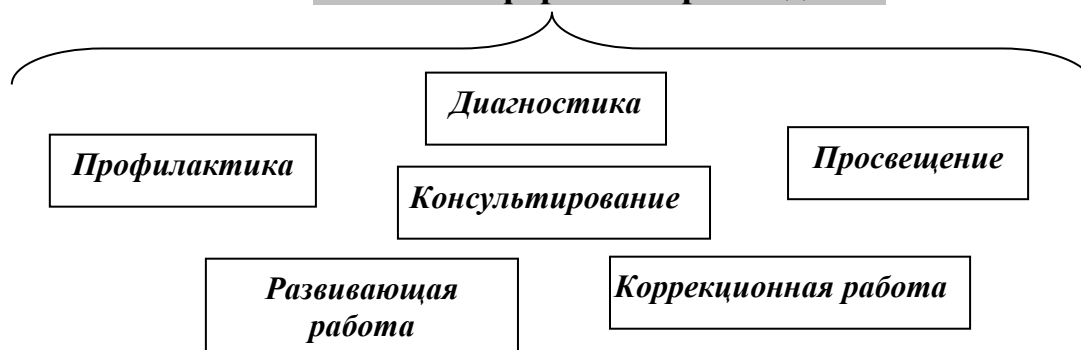 Диагностика
Профилактика
Просвещение
Консультирование
Развивающая
работа
Коррекционная работа